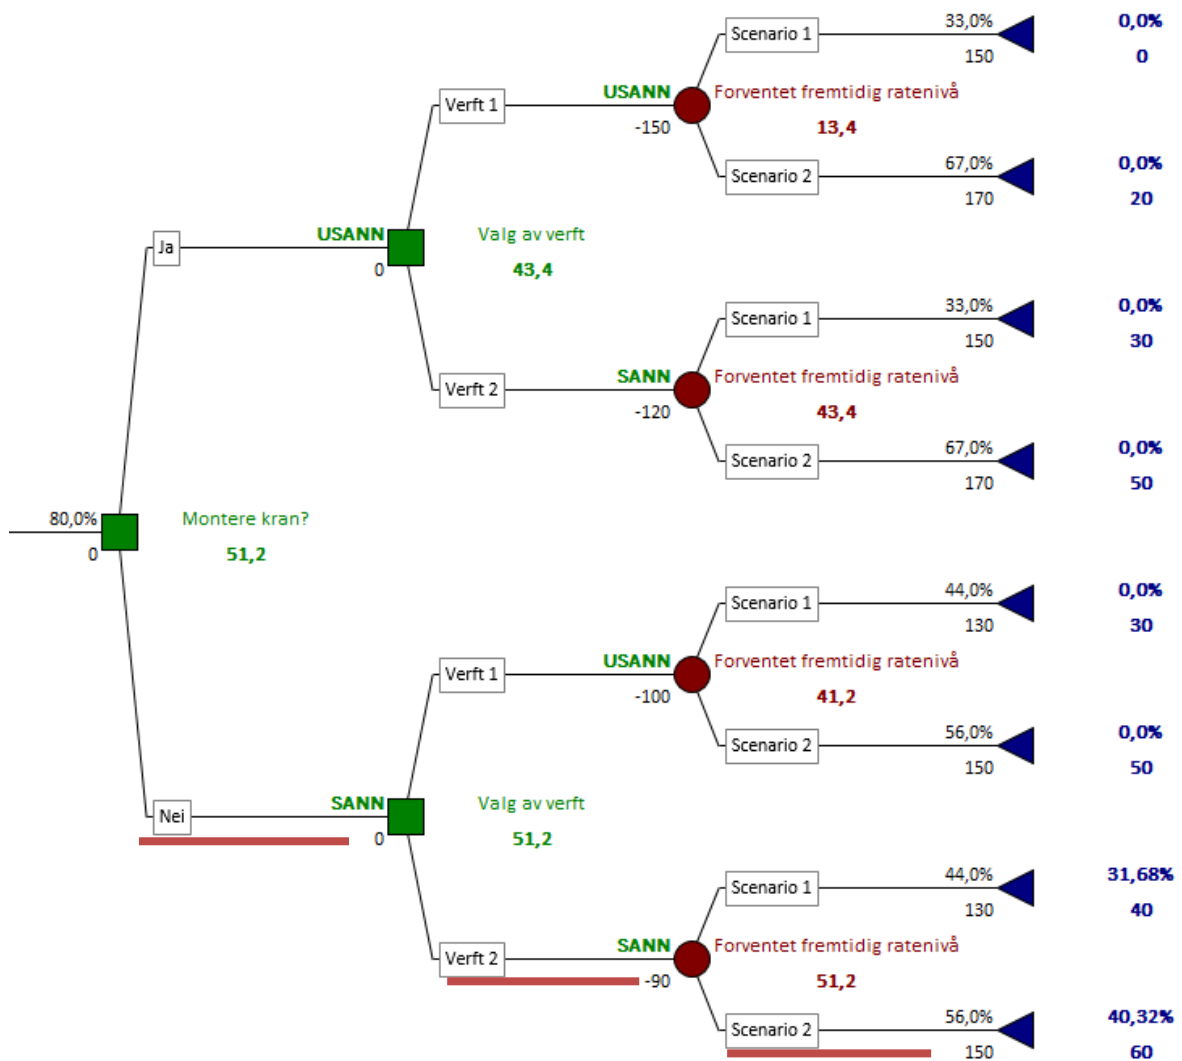 33,0% 0,0%
Scenario 1
150 0
USANN Forventet fremtidig ratenivå
Verft 1
-150 13,4
67,0% 0,0%
Scenario 2
170 20
USANN Valg av verft
Ja
0 43,4
33,0% 0,0%
Scenario 1
150 30
SANN Forventet fremtidig ratenivå
Verft 2
-120 43,4
67,0% 0,0%
Scenario 2
170 50
80,0% Montere kran?
0 51,2
44,0% 0,0%
Scenario 1
130 30
USANN Forventet fremtidig ratenivå
Verft 1
-100 41,2
56,0% 0,0%
Scenario 2
150 50
SANN Valg av verft
Nei
0 51,2
44,0% 31,68%
Scenario 1
130 40
SANN Forventet fremtidig ratenivå
Verft 2
-90 51,2
56,0% 40,32%
Scenario 2
150 60